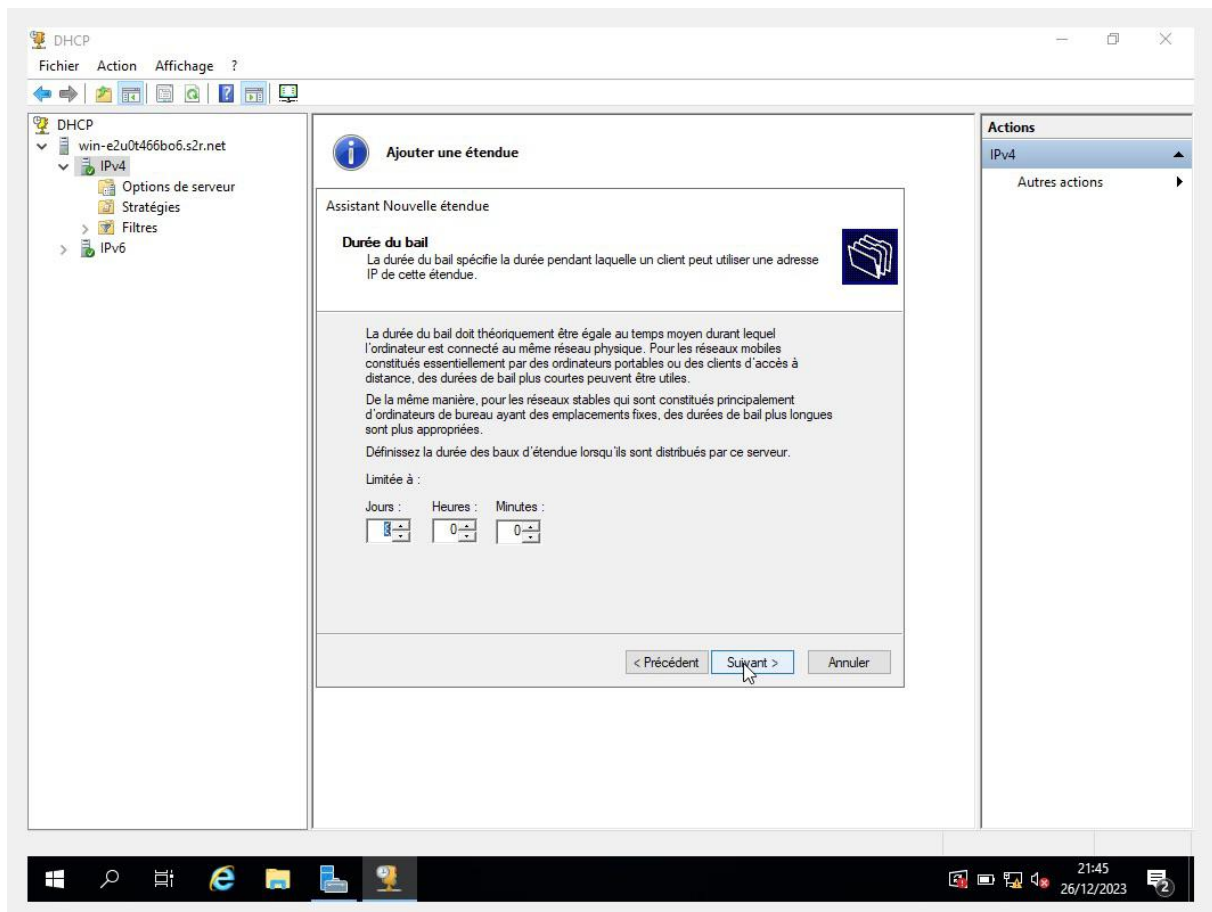 DHCP
Fichier Action Affichage ?
DHCP
win-e2u0t466bo6.s2r.net
IPv4
Options de serveur
Stratégies
Filtres
IPv6
Ajouter une étendue
Assistant Nouvelle étendue
Durée du bail
La durée du bail spécifie la durée pendant laquelle un client peut utiliser une adresse
IP de cette étendue.
La durée du bail doit théoriquement être égale au temps moyen durant lequel
l'ordinateur est connecté au même réseau physique. Pour les réseaux mobiles
constitués essentiellement par des ordinateurs portables ou des clients d'accès à
distance, des durées de bail plus courtes peuvent être utiles.
De la même manière, pour les réseaux stables qui sont constitués principalement
d'ordinateurs de bureau ayant des emplacements fixes, des durées de bail plus longues
sont plus appropriées.
Définissez la durée des baux d'étendue lorsqu'ils sont distribués par ce serveur.
Limitée à :
Jours : Heures : Minutes :
8 0 0
< Précédent Suivant > Annuler
Actions
IPv4
Autres actions
21:45
26/12/2023
2